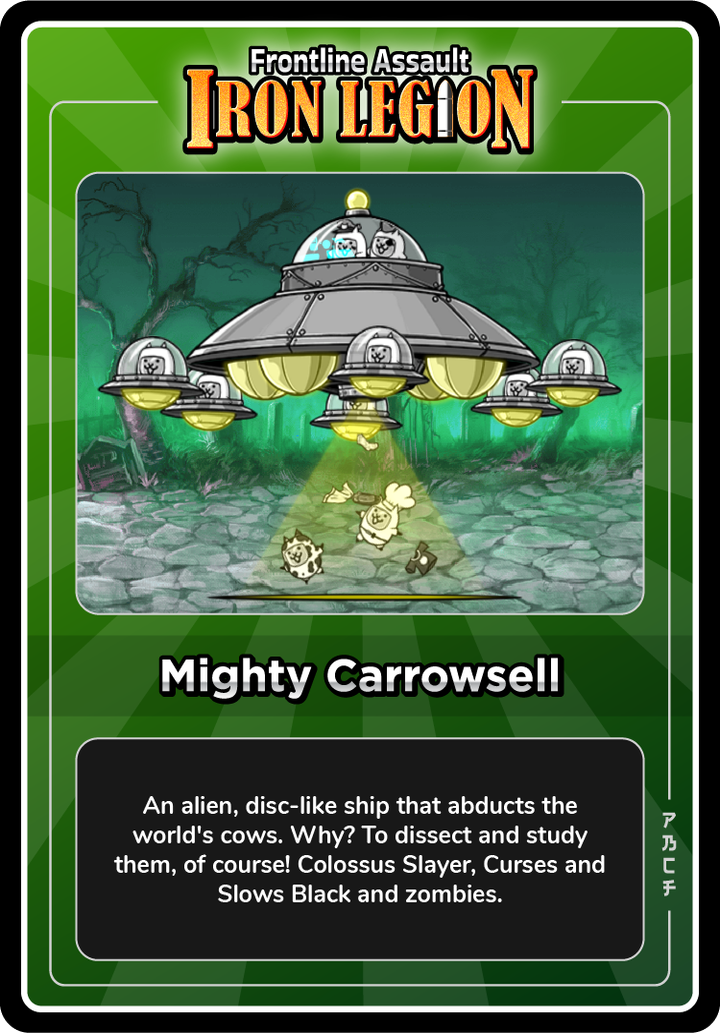 Frontline Assault
IRON LEGION
Mighty Carrowsell
An alien, disc-like ship that abducts the
world's cows. Why? To dissect and study
them, of course! Colossus Slayer, Curses and
Slows Black and zombies.
ア
乃
匚
チ